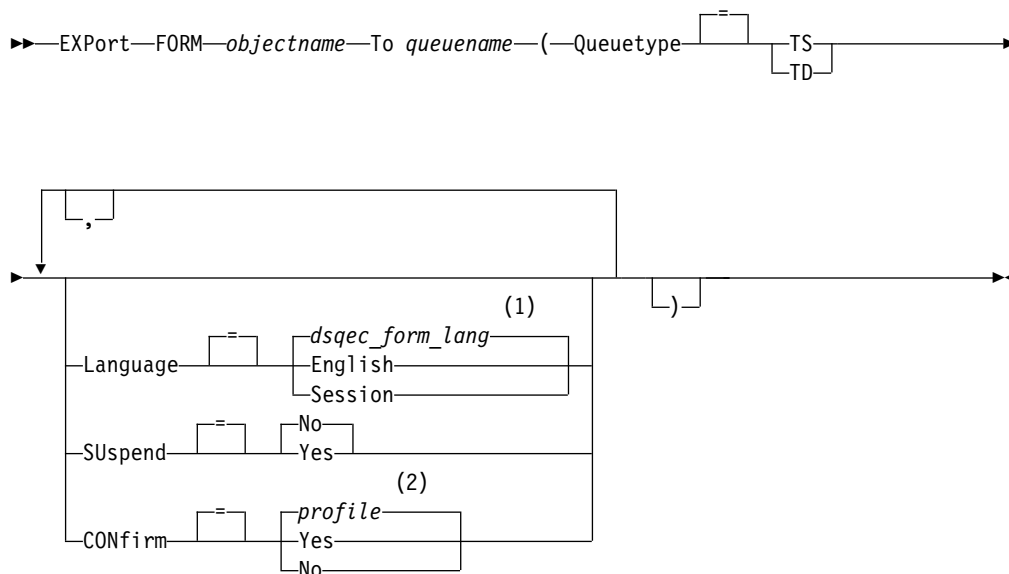 =
EXPort FORM objectname To queuename ( Queuetype TS
TD
,
(1)
= dsqec_form_lang
Language English )
Session
= No
SUspend Yes
(2)
= profile
CONfirm Yes
No